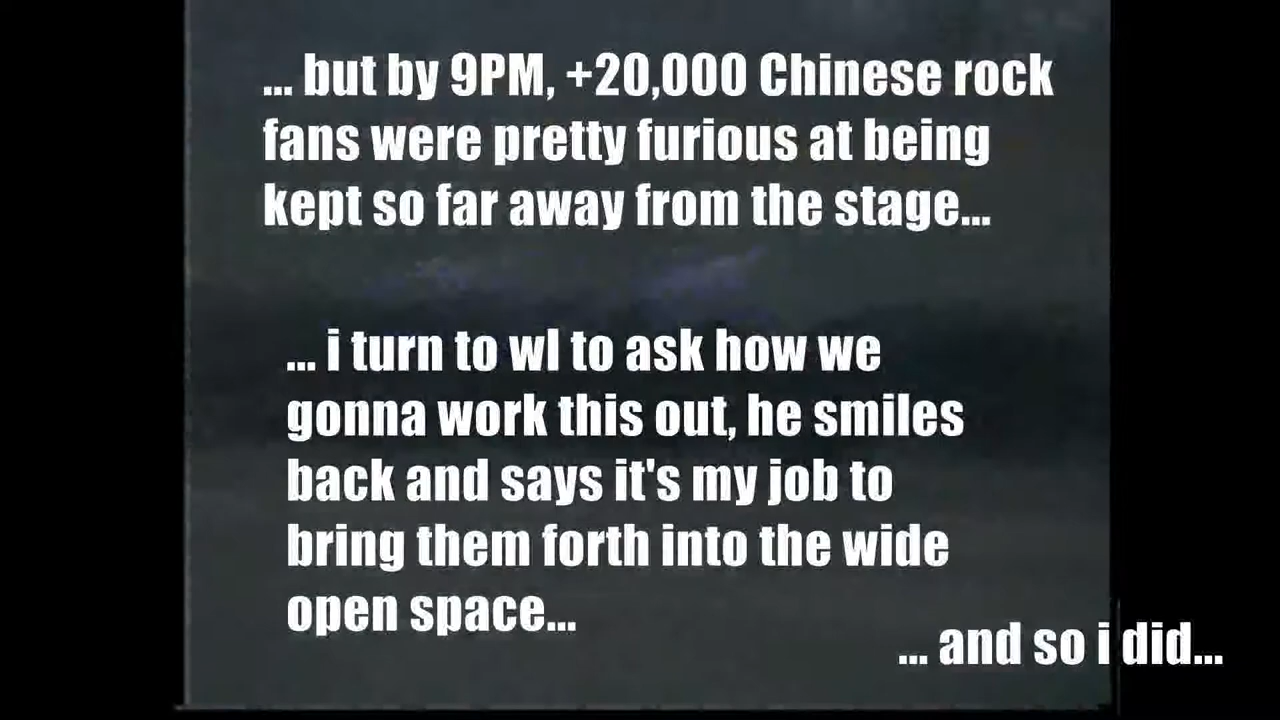 ... but by 9PM, +20,000 Chinese rock
fans were pretty furious at being
kept so far away from the stage...
... i turn to wl to ask how we
gonna work this out, he smiles
back and says it's my job to
bring them forth into the wide
open space...
... and so i did...